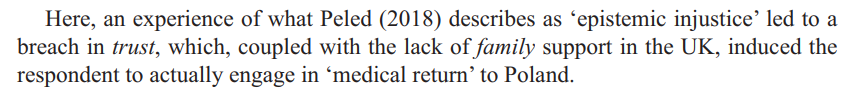 Here, an experience of what Peled (2018) describes as ‘epistemic injustice’ led to a
breach in trust, which, coupled with the lack of family support in the UK, induced the
respondent to actually engage in ‘medical return’ to Poland.